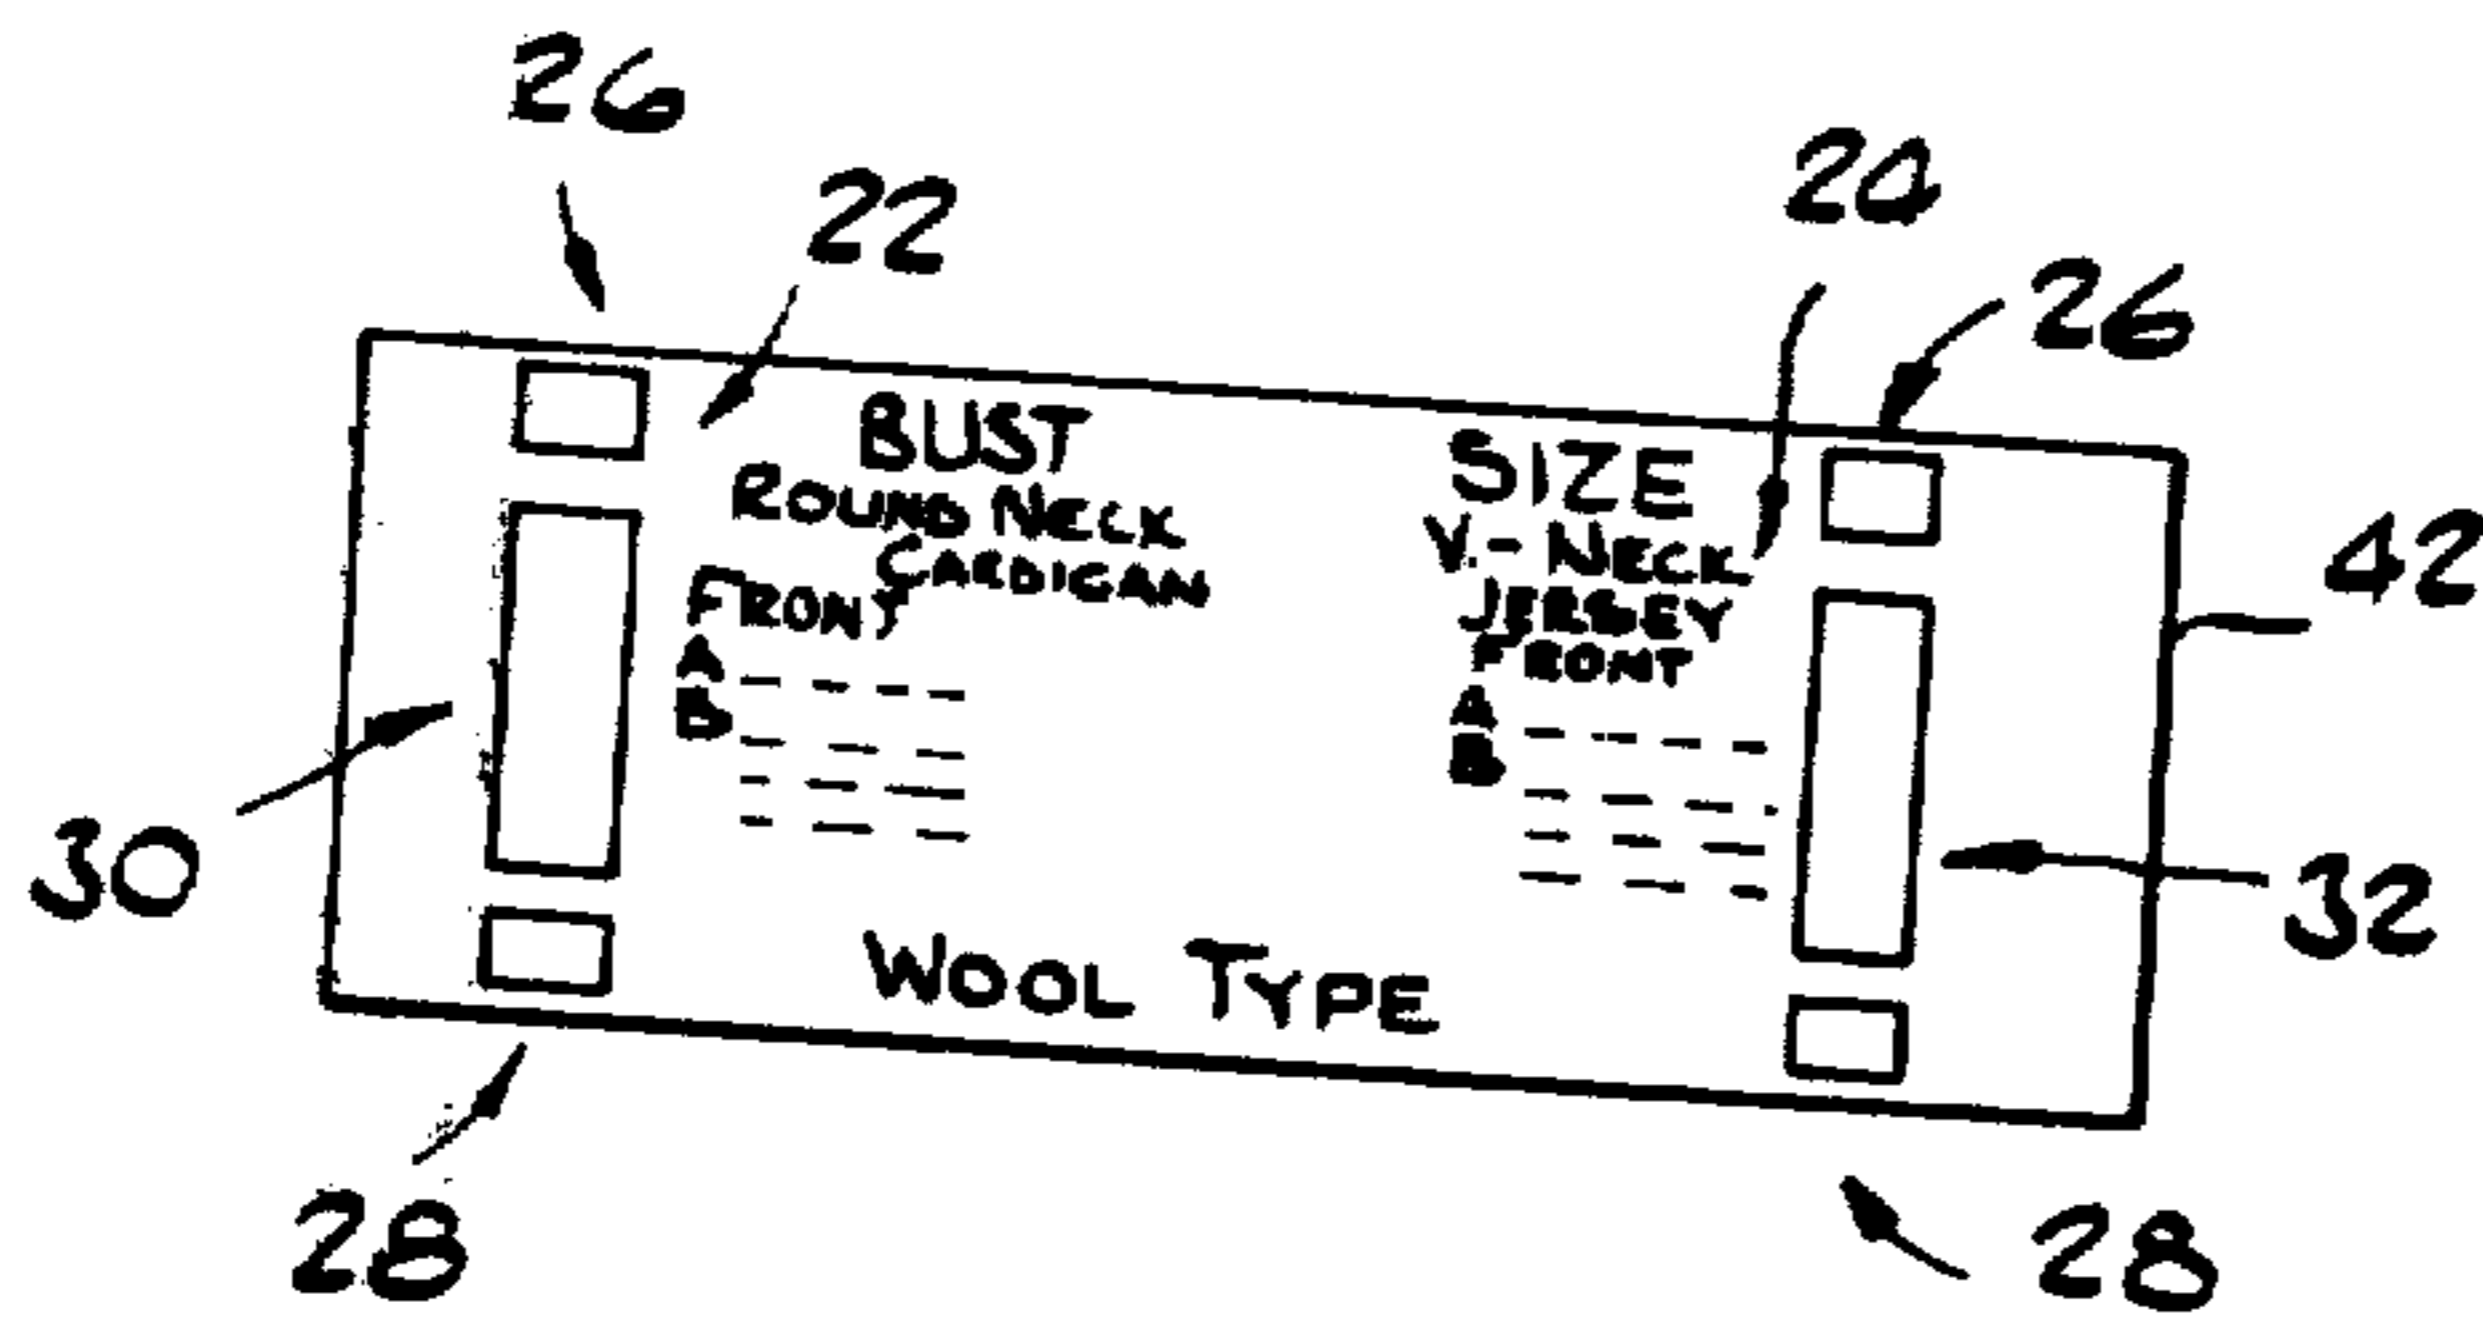 26
22
20
26
BUST
ROUND NECK
CARDIGAN
FRONT
A
B
SIZE
V.- NECK
JERSEY
FRONT
A
B
42
30
32
WOOL TYPE
28
28